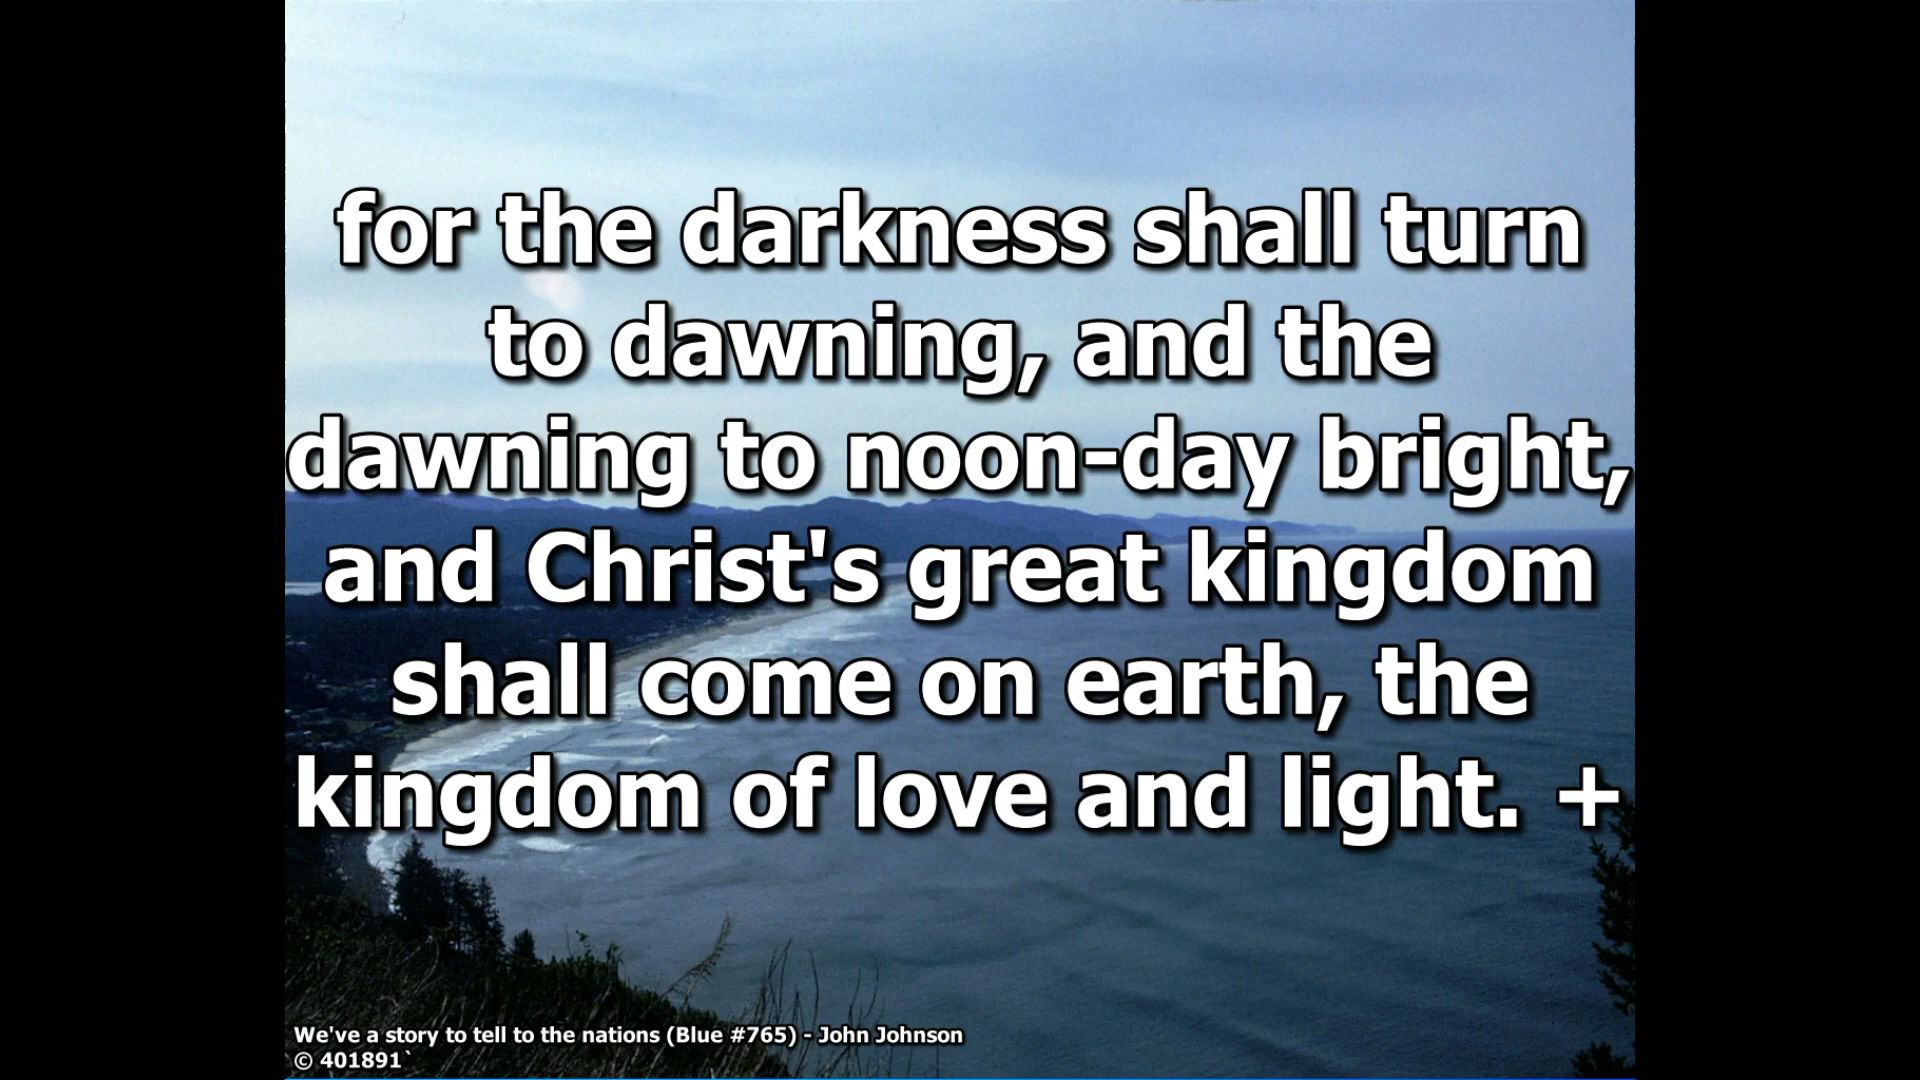 for the darkness shall turn
to dawning, and the
dawning to noon-day bright,
and Christ's great kingdom
shall come on earth, the
kingdom of love and light. +
We've a story to tell to the nations (Blue #765) - John Johnson
© 401891`